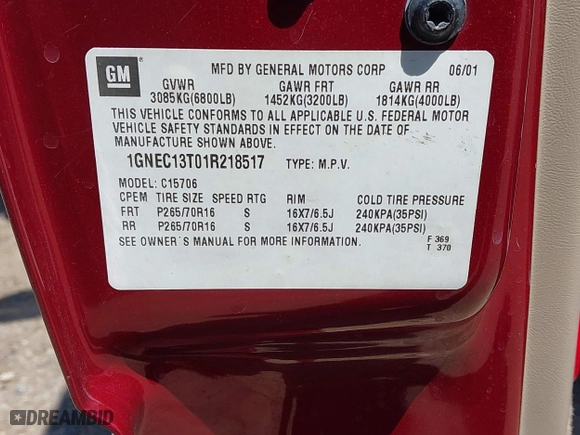 GM
MFD BY GENERAL MOTORS CORP 06/01
GVWR GAWR FRT GAWR RR
3085KG(6800LB) 1452KG(3200LB) 1814KG(4000LB)
THIS VEHICLE CONFORMS TO ALL APPLICABLE U.S. FEDERAL MOTOR
VEHICLE SAFETY STANDARDS IN EFFECT ON THE DATE OF
MANUFACTURE SHOWN ABOVE.
1GNEC13T01R218517 TYPE: M.P.V.
MODEL: C15706
CPEM TIRE SIZE SPEED RTG RIM COLD TIRE PRESSURE
FRT P265/70R16 S 16X7/6.5J 240KPA(35PSI)
RR P265/70R16 S 16X7/6.5J 240KPA(35PSI)
SEE OWNER'S MANUAL FOR MORE INFORMATION.
F 369
T 370
DREAMBID